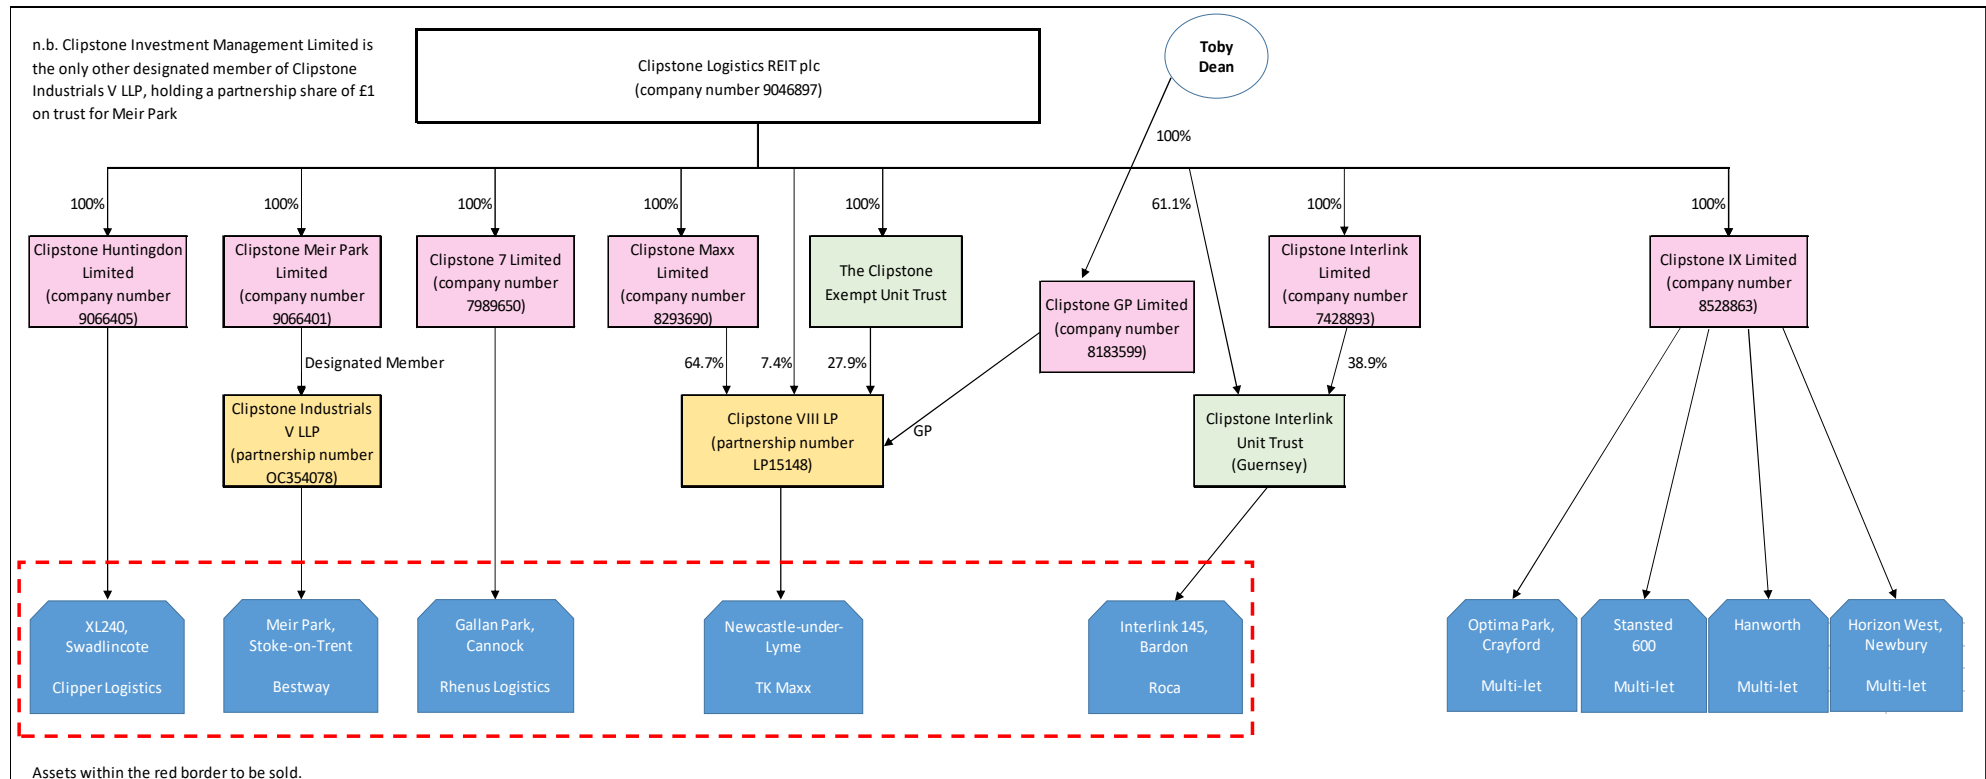 n.b. Clipstone Investment Management Limited is
the only other designated member of Clipstone
Industrials V LLP, holding a partnership share of £1
on trust for Meir Park
Clipstone Logistics REIT plc
(company number 9046897)
Toby
Dean
100%
100%
100%
100%
100%
100%
61.1%
100%
100%
Clipstone Huntingdon
Limited
(company number
9066405)
Clipstone Meir Park
Limited
(company number
9066401)
Clipstone 7 Limited
(company number
7989650)
Clipstone Maxx
Limited
(company number
8293690)
The Clipstone
Exempt Unit Trust
Clipstone GP Limited
(company number
8183599)
Clipstone Interlink
Limited
(company number
7428893)
Clipstone IX Limited
(company number
8528863)
Designated Member
64.7%
7.4%
27.9%
38.9%
GP
Clipstone Industrials
V LLP
(partnership number
OC354078)
Clipstone VIII LP
(partnership number
LP15148)
Clipstone Interlink
Unit Trust
(Guernsey)
XL240,
Swadlincote
Clipper Logistics
Meir Park,
Stoke-on-Trent
Bestway
Gallan Park,
Cannock
Rhenus Logistics
Newcastle-under-
Lyme
TK Maxx
Interlink 145,
Bardon
Roca
Optima Park,
Crayford
Multi-let
Stansted
600
Multi-let
Hanworth
Multi-let
Horizon West,
Newbury
Multi-let
Assets within the red border to be sold.